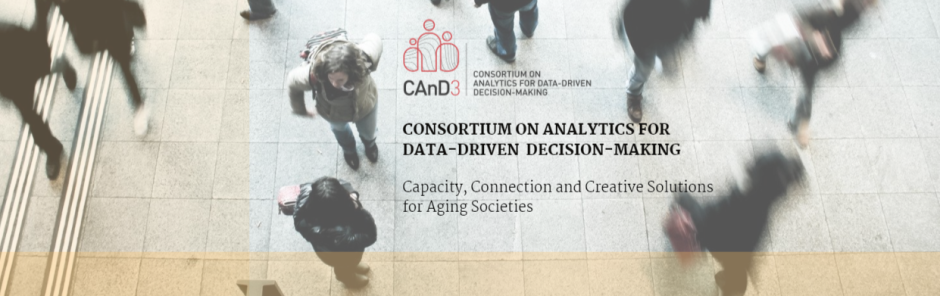 CAnD3
CONSORTIUM ON
ANALYTICS FOR DATA-DRIVEN
DECISION-MAKING
CONSORTIUM ON ANALYTICS FOR
DATA-DRIVEN DECISION-MAKING
Capacity, Connection and Creative Solutions
for Aging Societies